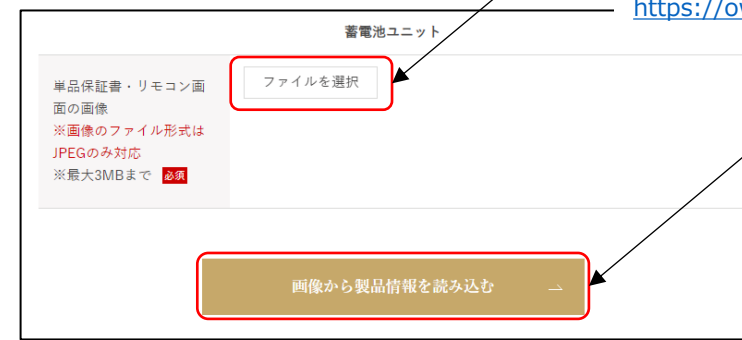 https://ov
蓄電池ユニット
単品保証書・リモコン画
面の画像
※画像のファイル形式は
JPEGのみ対応
※最大3MBまで 必須
ファイルを選択
画像から製品情報を読み込む →